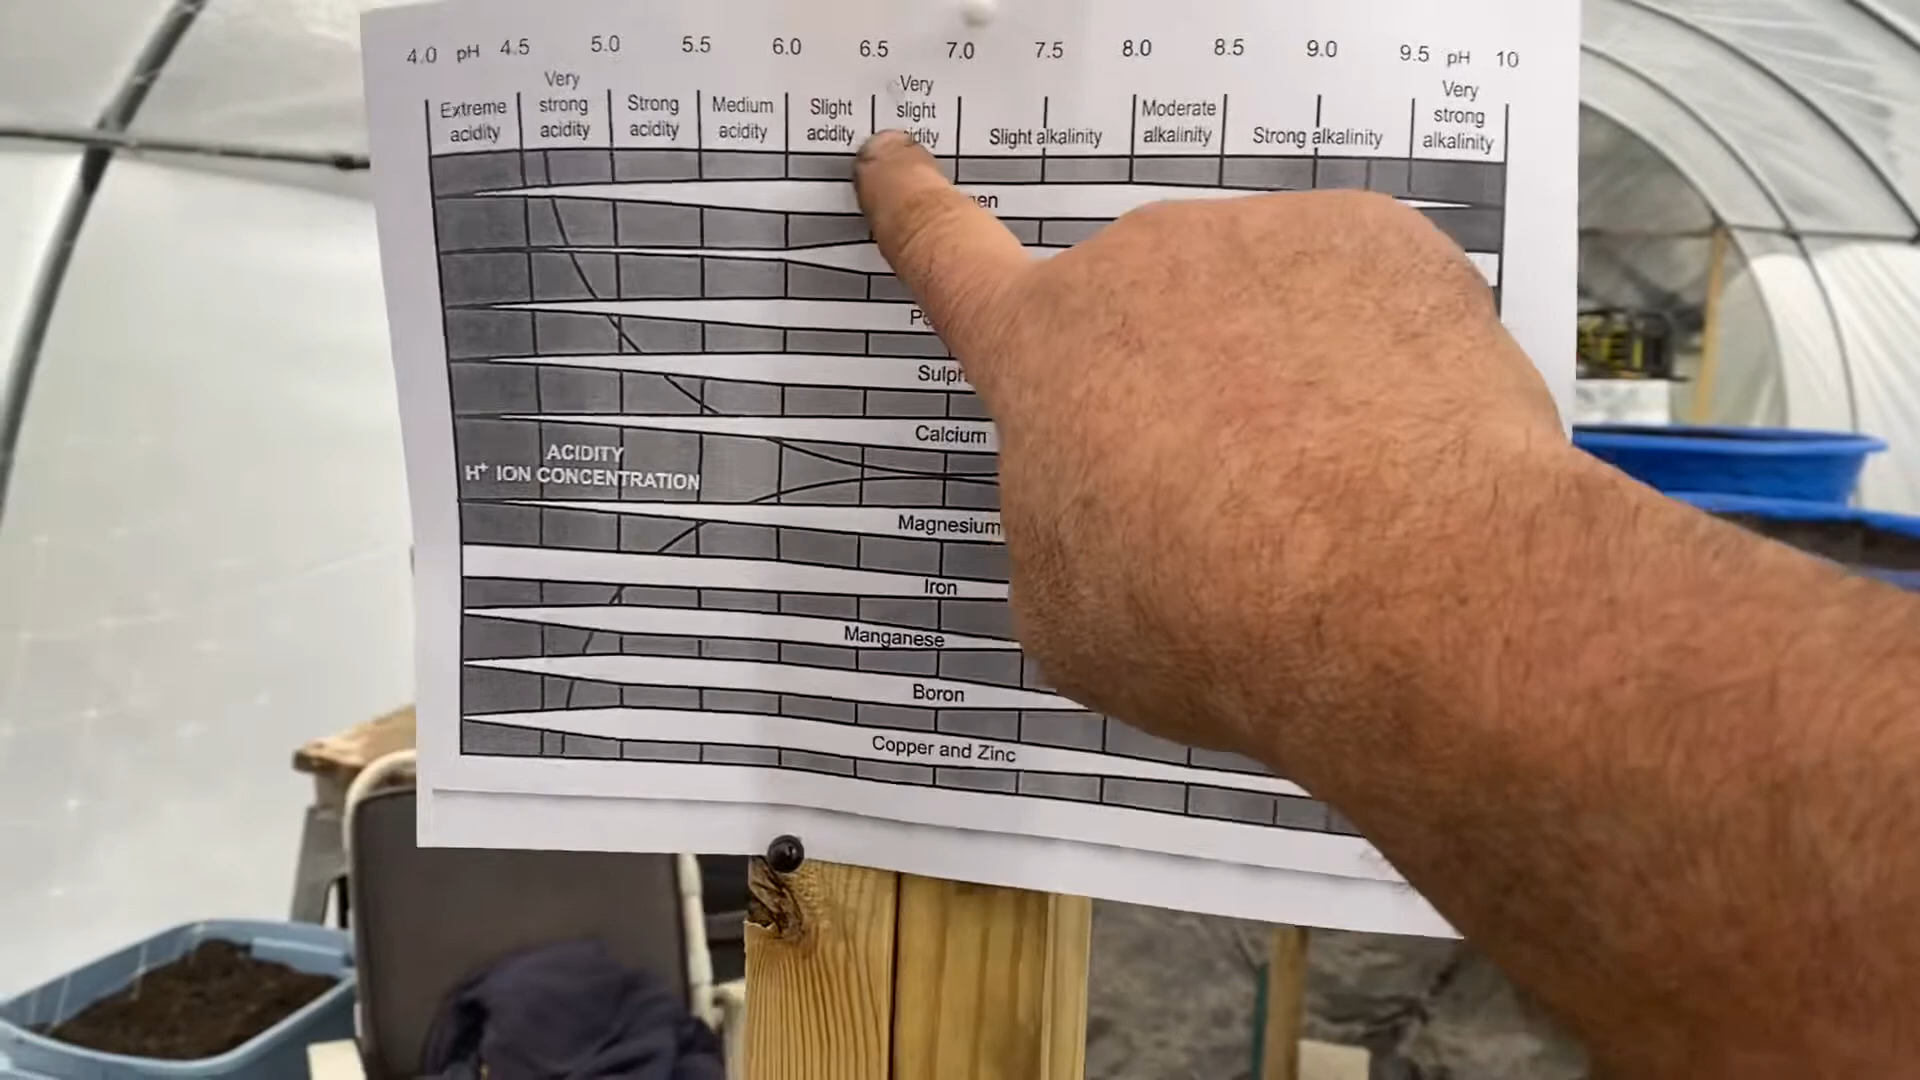 4.0 pH 4.5 5.0 5.5 6.0 6.5 7.0 7.5 8.0 8.5 9.0 9.5 pH 10
Extreme
acidity
Very
strong
acidity
Strong
acidity
Medium
acidity
Slight
acidity
Very
slight
Slight alkalinity
Moderate
alkalinity
Strong alkalinity
Very
strong
alkalinity
Calcium
ACIDITY
H⁺ ION CONCENTRATION
Magnesium
Iron
Manganese
Boron
Copper and Zinc